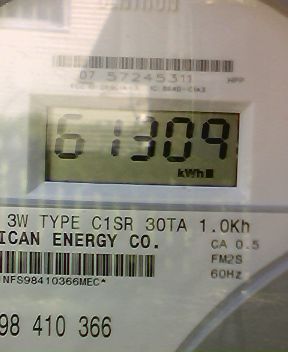 07 57245311
61309
kWh
3W TYPE C1SR 30TA 1.0Kh
ICAN ENERGY CO.
CA 0.5
FM2S
60Hz
NFS98410366MEC*
98 410 366